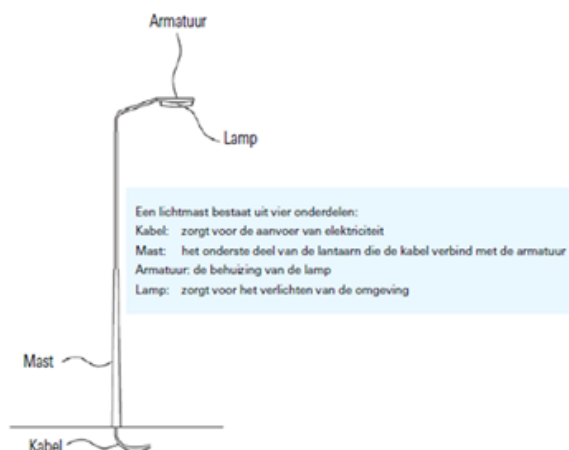 Armatuur
Lamp
Een lichtmast bestaat uit vier onderdelen:
Kabel: zorgt voor de aanvoer van elektriciteit
Mast: het onderste deel van de lantaarn die de kabel verbind met de armatuur
Armatuur: de behuizing van de lamp
Lamp: zorgt voor het verlichten van de omgeving
Mast
Kabel